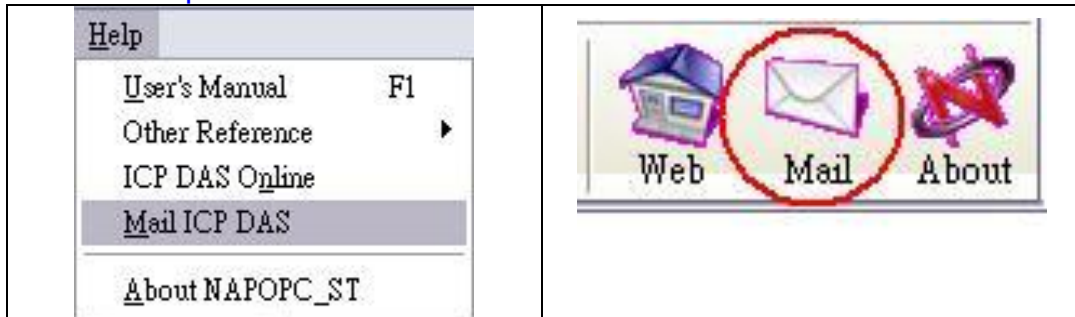 Help
User's Manual F1
Other Reference
ICP DAS Online
Mail ICP DAS
About NAPOPC_ST
Web Mail About